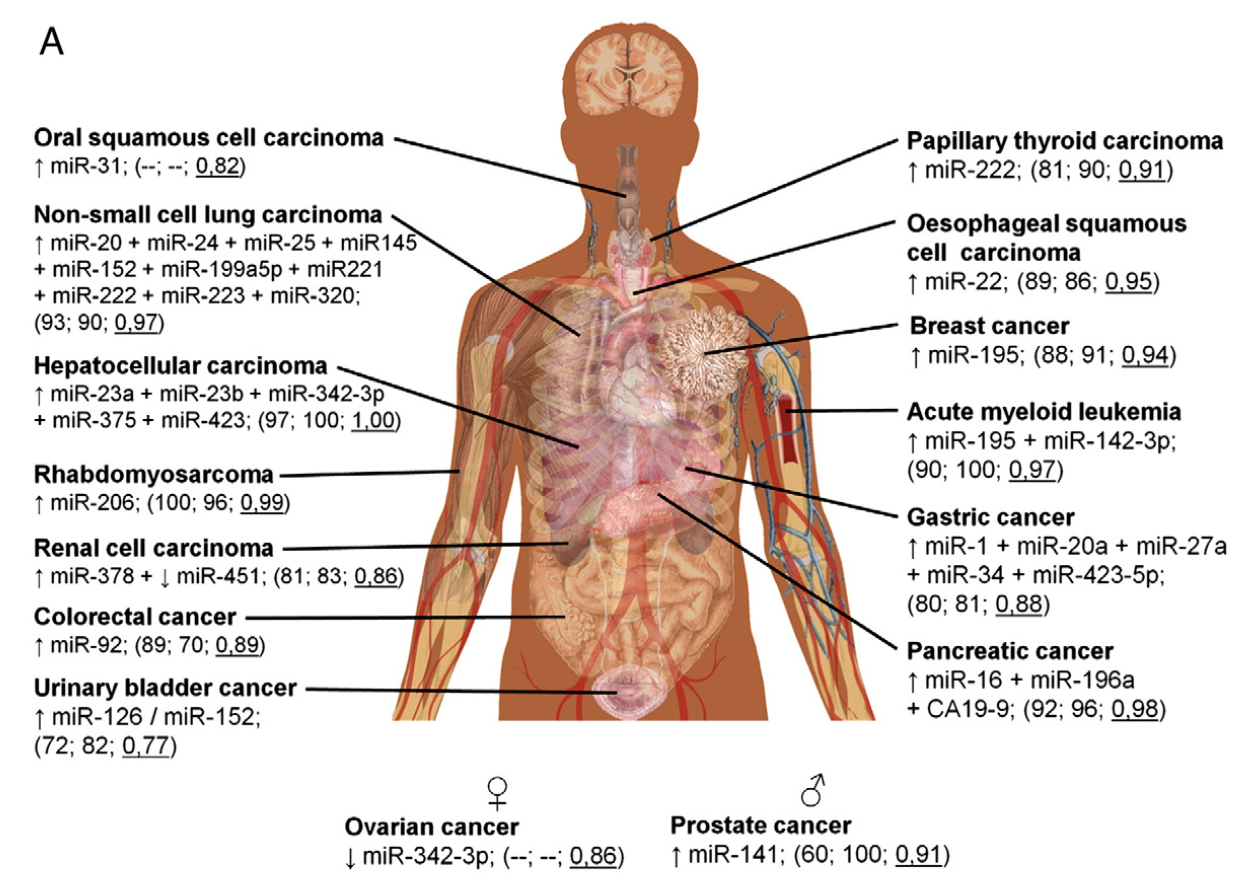 A
Oral squamous cell carcinoma
↑ miR-31; (--; --; 0,82)
Non-small cell lung carcinoma
↑ miR-20 + miR-24 + miR-25 + miR145
+ miR-152 + miR-199a5p + miR221
+ miR-222 + miR-223 + miR-320;
(93; 90; 0,97)
Hepatocellular carcinoma
↑ miR-23a + miR-23b + miR-342-3p
+ miR-375 + miR-423; (97; 100; 1,00)
Rhabdomyosarcoma
↑ miR-206; (100; 96; 0,99)
Renal cell carcinoma
↑ miR-378 + ↓ miR-451; (81; 83; 0,86)
Colorectal cancer
↑ miR-92; (89; 70; 0,89)
Urinary bladder cancer
↑ miR-126 / miR-152;
(72; 82; 0,77)
Papillary thyroid carcinoma
↑ miR-222; (81; 90; 0,91)
Oesophageal squamous
cell carcinoma
↑ miR-22; (89; 86; 0,95)
Breast cancer
↑ miR-195; (88; 91; 0,94)
Acute myeloid leukemia
↑ miR-195 + miR-142-3p;
(90; 100; 0,97)
Gastric cancer
↑ miR-1 + miR-20a + miR-27a
+ miR-34 + miR-423-5p;
(80; 81; 0,88)
Pancreatic cancer
↑ miR-16 + miR-196a
+ CA19-9; (92; 96; 0,98)
♀
Ovarian cancer
↓ miR-342-3p; (--; --; 0,86)
♂
Prostate cancer
↑ miR-141; (60; 100; 0,91)